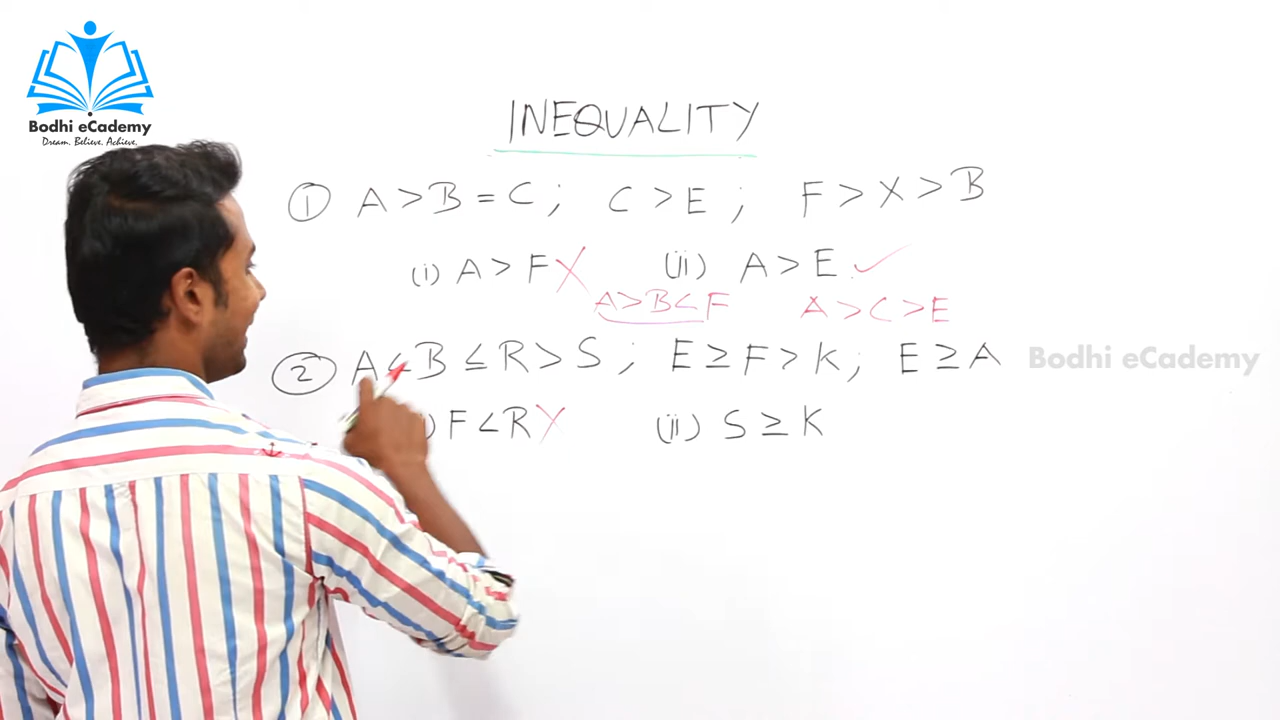 Bodhi eCademy
Dream. Believe. Achieve.
INEQUALITY
① A > B = C ; C > E ; F > X > B
(i) A > F X (ii) A > E ✓
A > B < F A > C > E
② A < B ≤ R > S ; E ≥ F > K ; E ≥ A
Bodhi eCademy
) F < R X (ii) S ≥ K